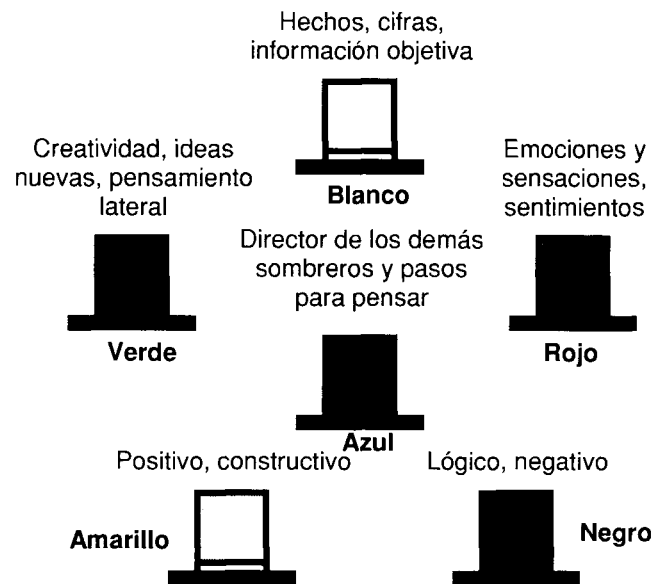 Hechos, cifras,
información objetiva
Blanco
Creatividad, ideas
nuevas, pensamiento
lateral
Verde
Emociones y
sensaciones,
sentimientos
Rojo
Director de los demás
sombreros y pasos
para pensar
Azul
Positivo, constructivo
Amarillo
Lógico, negativo
Negro